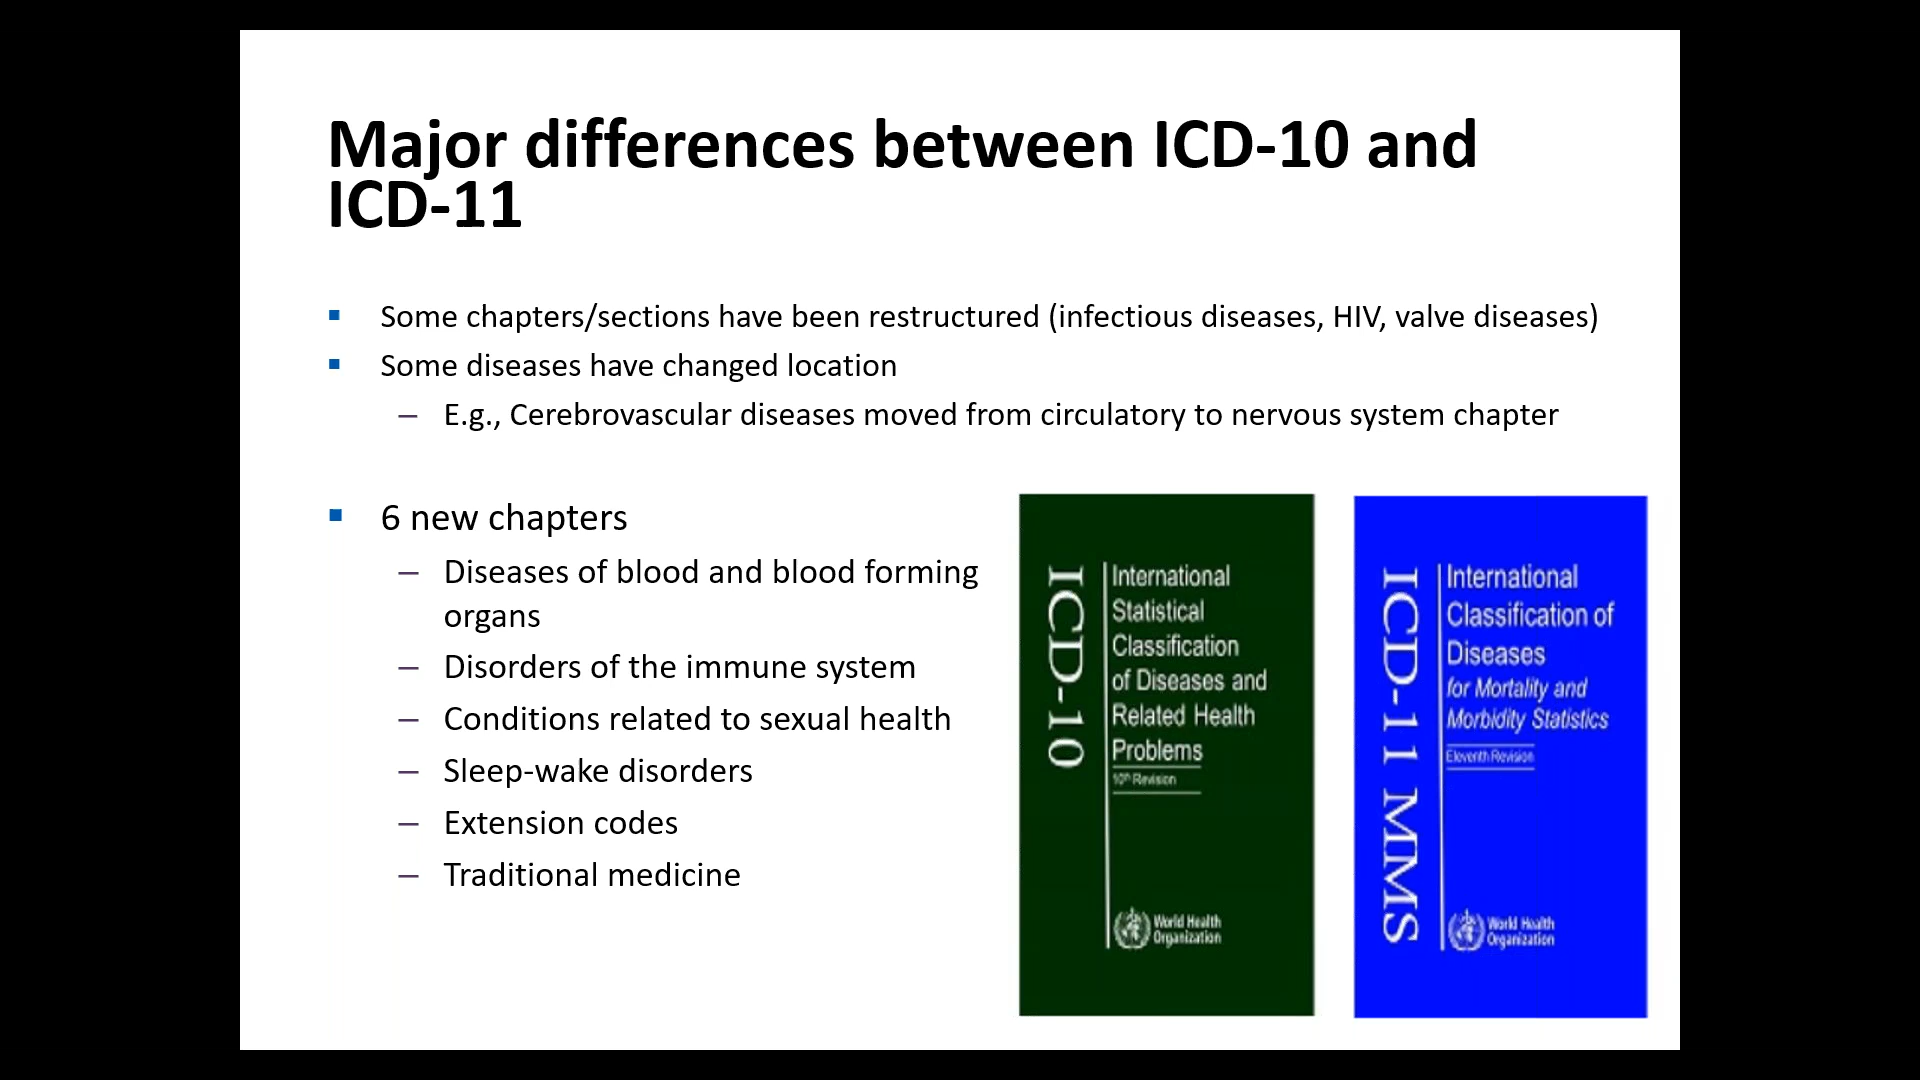 Major differences between ICD-10 and
ICD-11
▪ Some chapters/sections have been restructured (infectious diseases, HIV, valve diseases)
▪ Some diseases have changed location
– E.g., Cerebrovascular diseases moved from circulatory to nervous system chapter
▪ 6 new chapters
– Diseases of blood and blood forming
organs
– Disorders of the immune system
– Conditions related to sexual health
– Sleep-wake disorders
– Extension codes
– Traditional medicine
ICD-10
International
Statistical
Classification
of Diseases and
Related Health
Problems
10th Revision
World Health
Organization
ICD-11 MMS
International
Classification of
Diseases
for Mortality and
Morbidity Statistics
Eleventh Revision
World Health
Organization